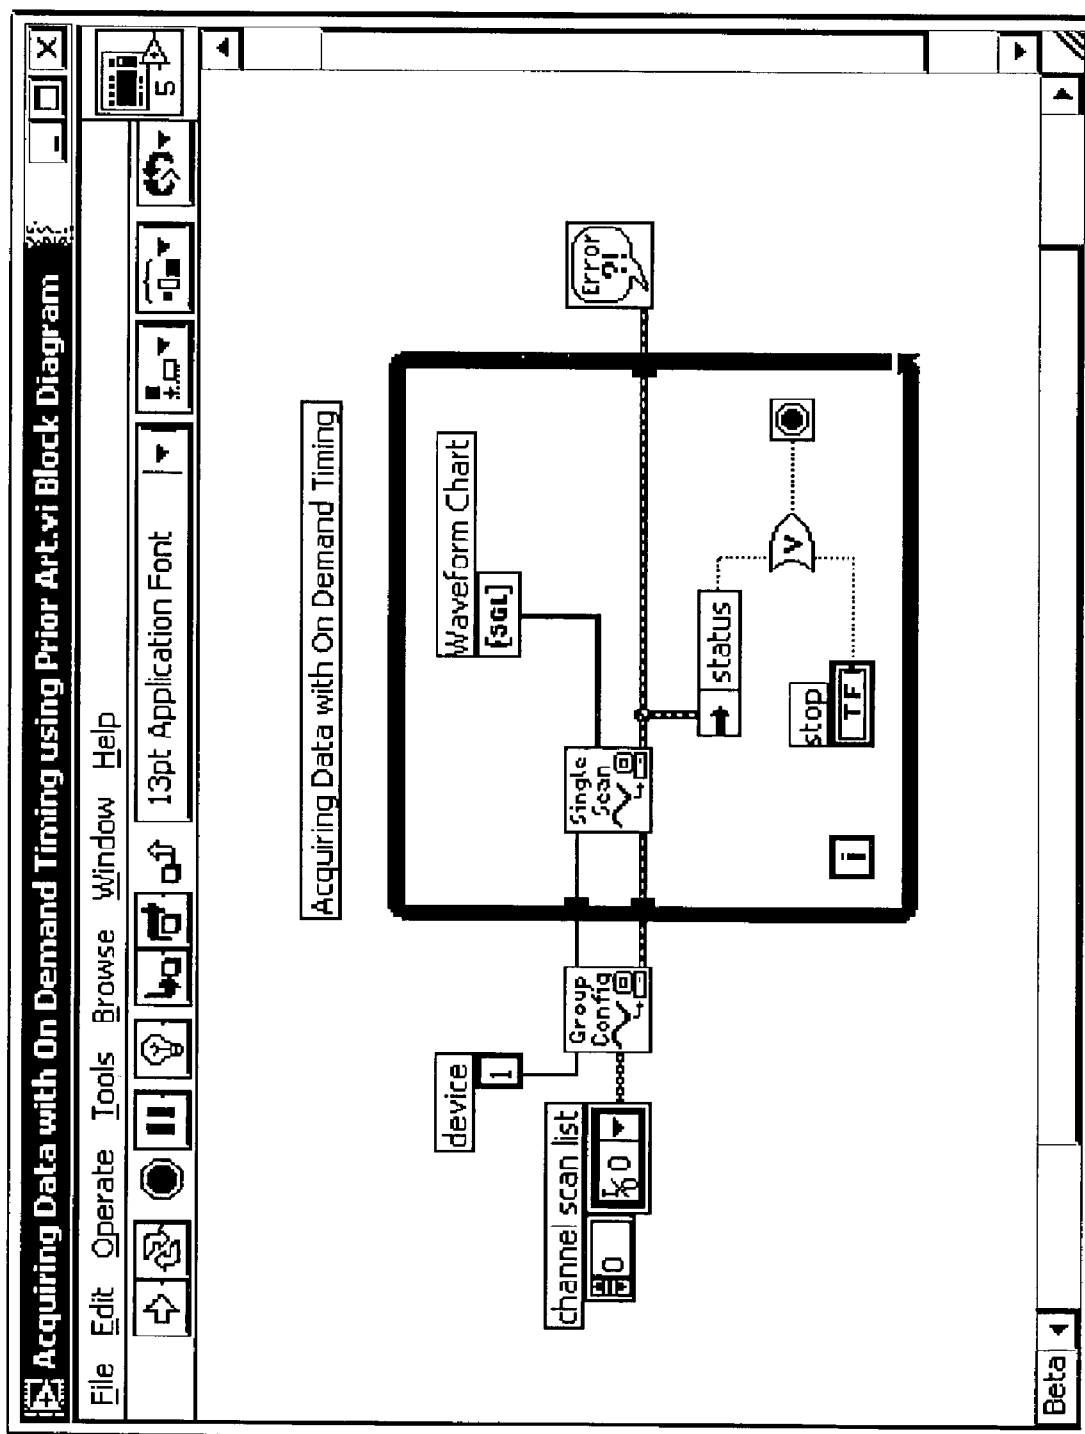 Acquiring Data with On Demand Timing using Prior Art.vi Block Diagram
File Edit Operate Tools Browse Window Help
13pt Application Font
5
Acquiring Data with On Demand Timing
Waveform Chart
[SGL]
device
1
Group
Config
Single
Scan
Error
?!
channel scan list
0
I/O 0
status
V
stop
TF
i
Beta